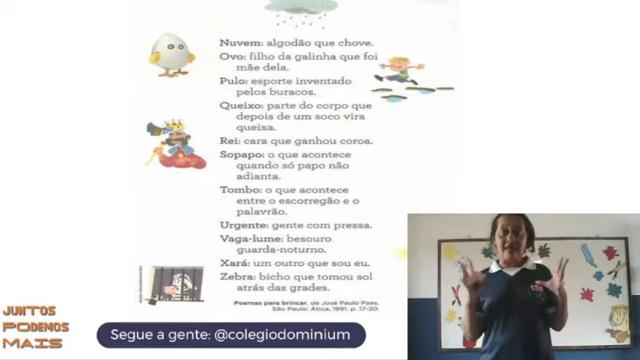 Nuvem: algodão que chove.
Ovo: filho da galinha que foi
mãe dela.
Pulo: esporte inventado
pelos buracos.
Queixo: parte do corpo que
depois de um soco vira
queixa.
Rei: cara que ganhou coroa.
Sopapo: o que acontece
quando só papo não
adianta.
Tombo: o que acontece
entre o escorregão e o
palavrão.
Urgente: gente com pressa.
Vaga-lume: besouro
guarda-noturno.
Xará: um outro que sou eu.
Zebra: bicho que tomou sol
atrás das grades.
Poemas para brincar, de José Paulo Paes.
São Paulo: Ática, 1991. p. 17-20.
JUNTOS
PODEMOS
MAIS
Segue a gente: @colegiodominium